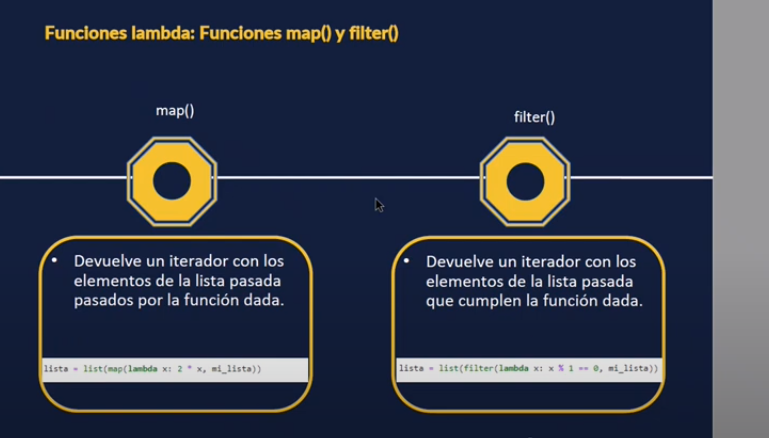 Funciones lambda: Funciones map() y filter()
map()
filter()
• Devuelve un iterador con los
elementos de la lista pasada
pasados por la función dada.
lista = list(map(lambda x: 2 * x, mi_lista))
• Devuelve un iterador con los
elementos de la lista pasada
que cumplen la función dada.
lista = list(filter(lambda x: x % 1 == 0, mi_lista))